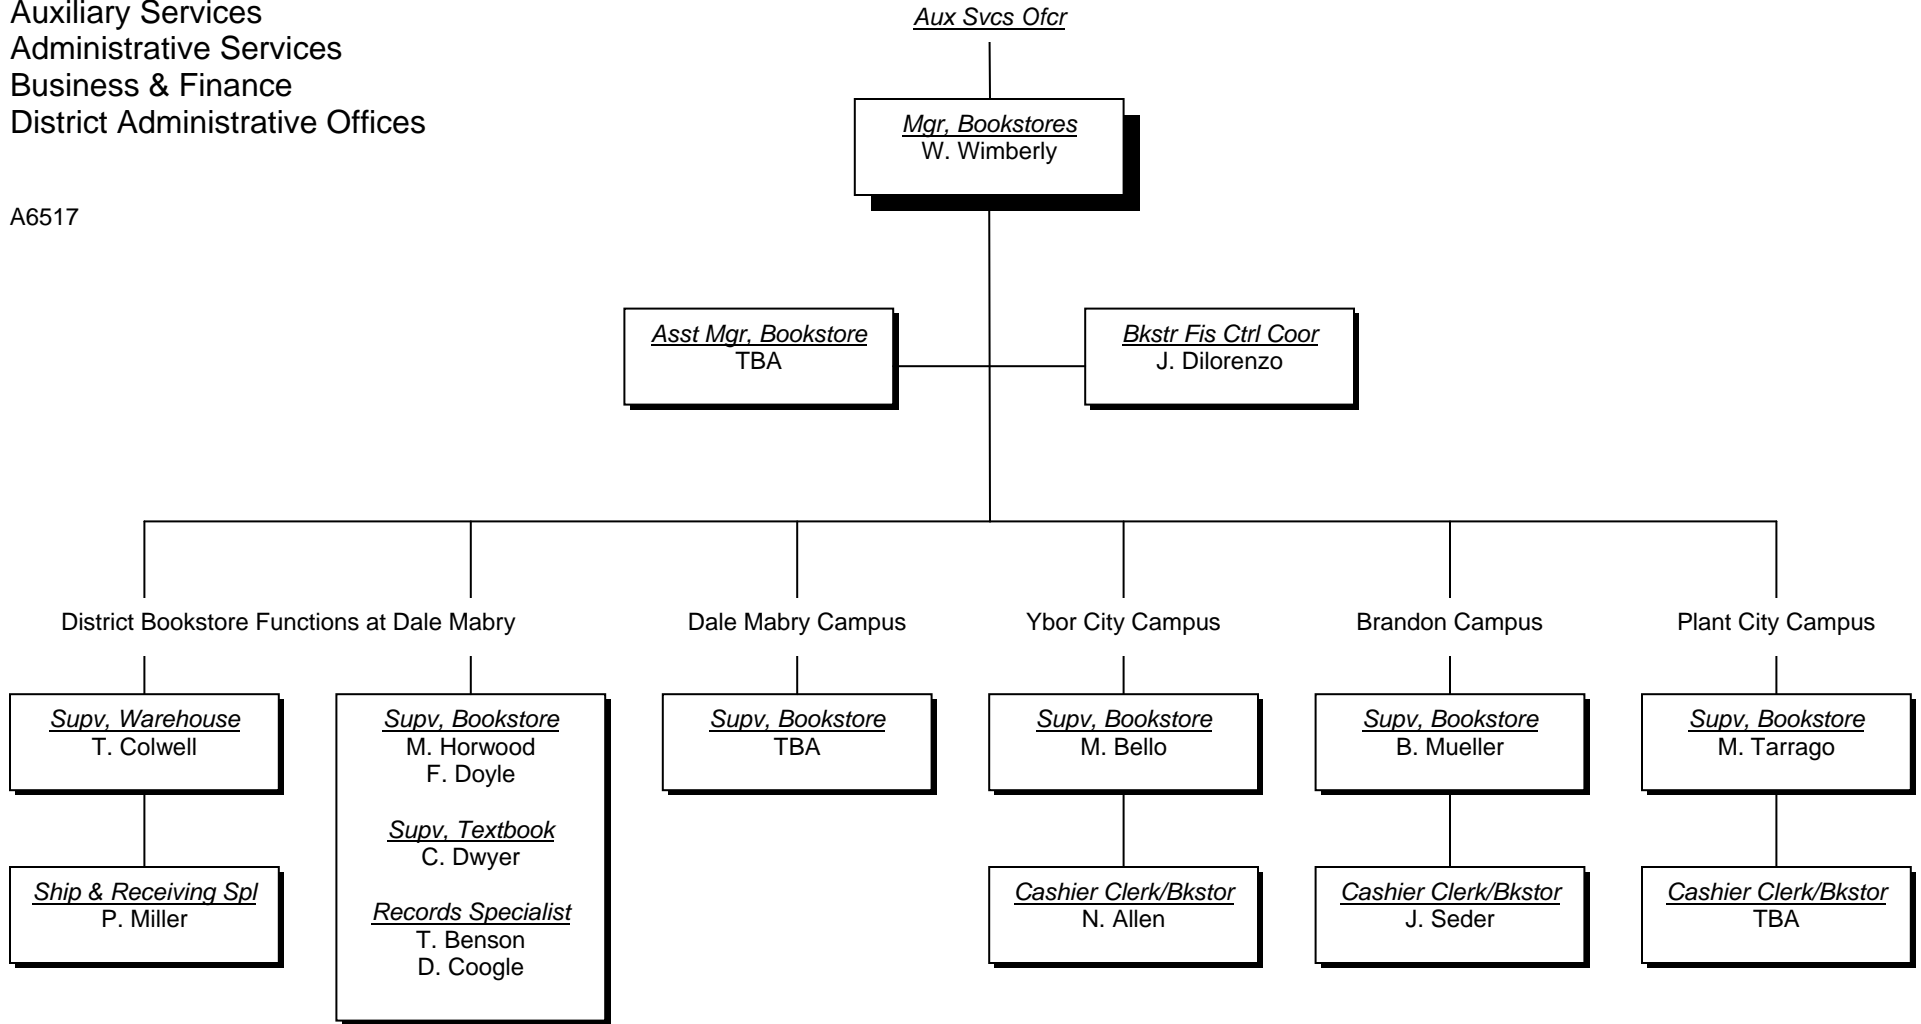 Auxiliary Services
Administrative Services
Business & Finance
District Administrative Offices
A6517
Aux Svcs Ofcr
Mgr, Bookstores
W. Wimberly
Asst Mgr, Bookstore
TBA
Bkstr Fis Ctrl Coor
J. Dilorenzo
District Bookstore Functions at Dale Mabry
Dale Mabry Campus
Ybor City Campus
Brandon Campus
Plant City Campus
Supv, Warehouse
T. Colwell
Ship & Receiving Spl
P. Miller
Supv, Bookstore
M. Horwood
F. Doyle
Supv, Textbook
C. Dwyer
Records Specialist
T. Benson
D. Coogle
Supv, Bookstore
TBA
Supv, Bookstore
M. Bello
Cashier Clerk/Bkstor
N. Allen
Supv, Bookstore
B. Mueller
Cashier Clerk/Bkstor
J. Seder
Supv, Bookstore
M. Tarrago
Cashier Clerk/Bkstor
TBA